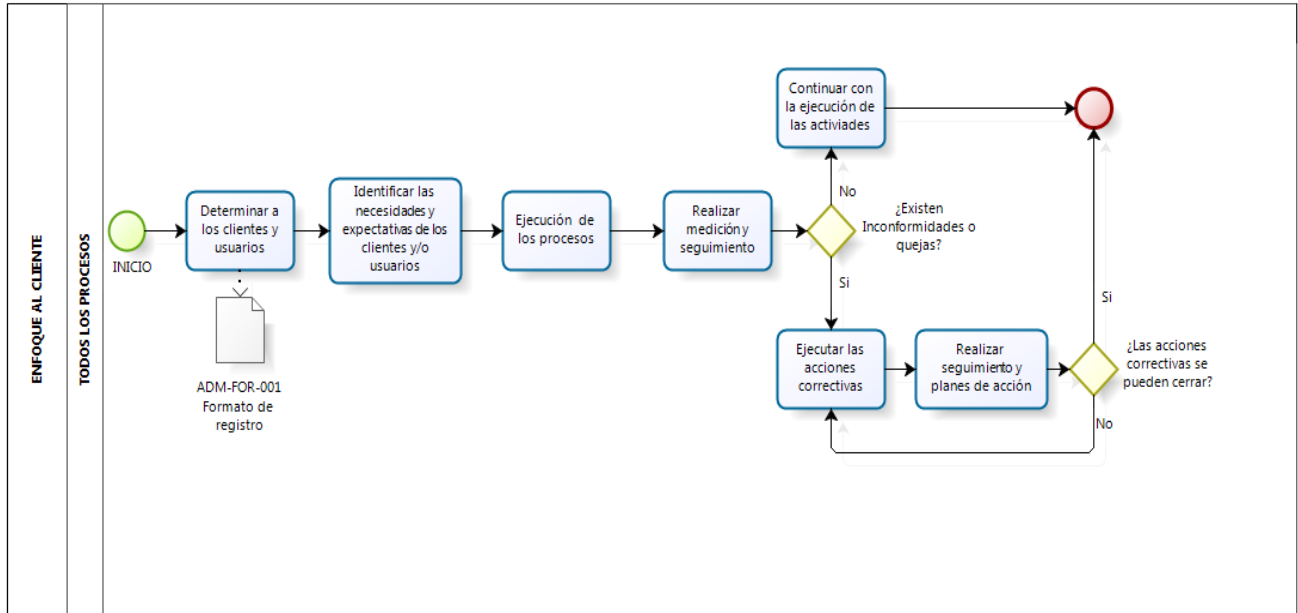 ENFOQUE AL CLIENTE
TODOS LOS PROCESOS
INICIO
Determinar a
los clientes y
usuarios
ADM-FOR-001
Formato de
registro
Identificar las
necesidades y
expectativas de los
clientes y/o
usuarios
Ejecución de
los procesos
Realizar
medición y
seguimiento
¿Existen
Inconformidades o
quejas?
No
Continuar con
la ejecución de
las activiades
Si
Ejecutar las
acciones
correctivas
Realizar
seguimiento y
planes de acción
¿Las acciones
correctivas se
pueden cerrar?
Si
No